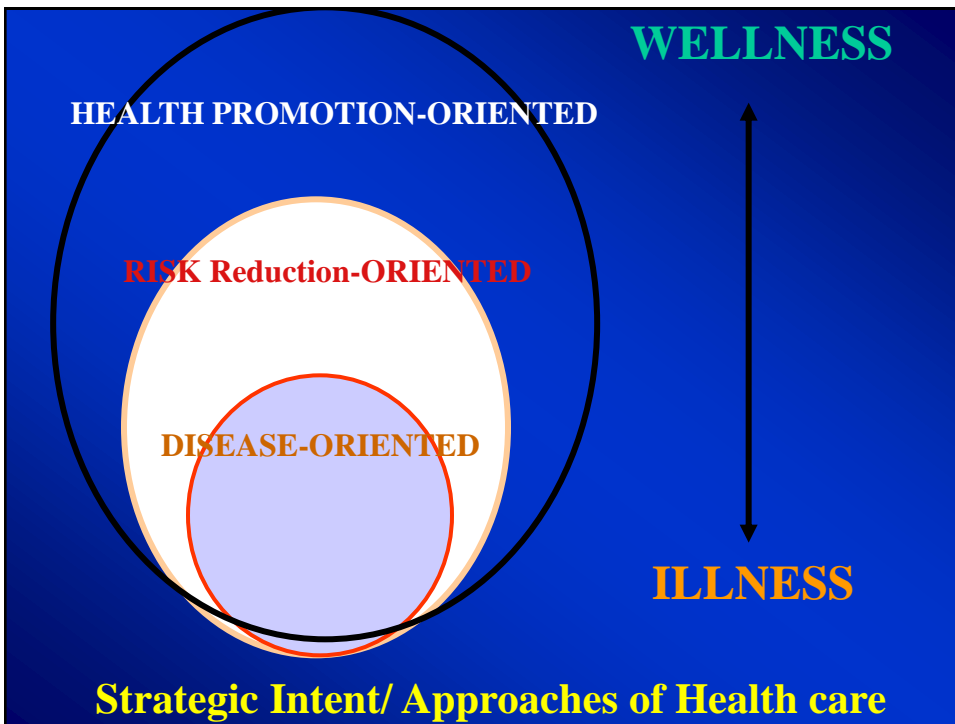 WELLNESS
HEALTH PROMOTION-ORIENTED
RISK Reduction-ORIENTED
DISEASE-ORIENTED
ILLNESS
Strategic Intent/ Approaches of Health care